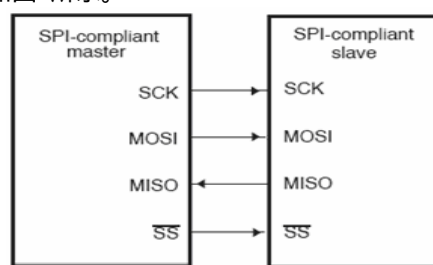 SPI-compliant
master
SCK
MOSI
MISO
SS
SPI-compliant
slave
SCK
MOSI
MISO
SS